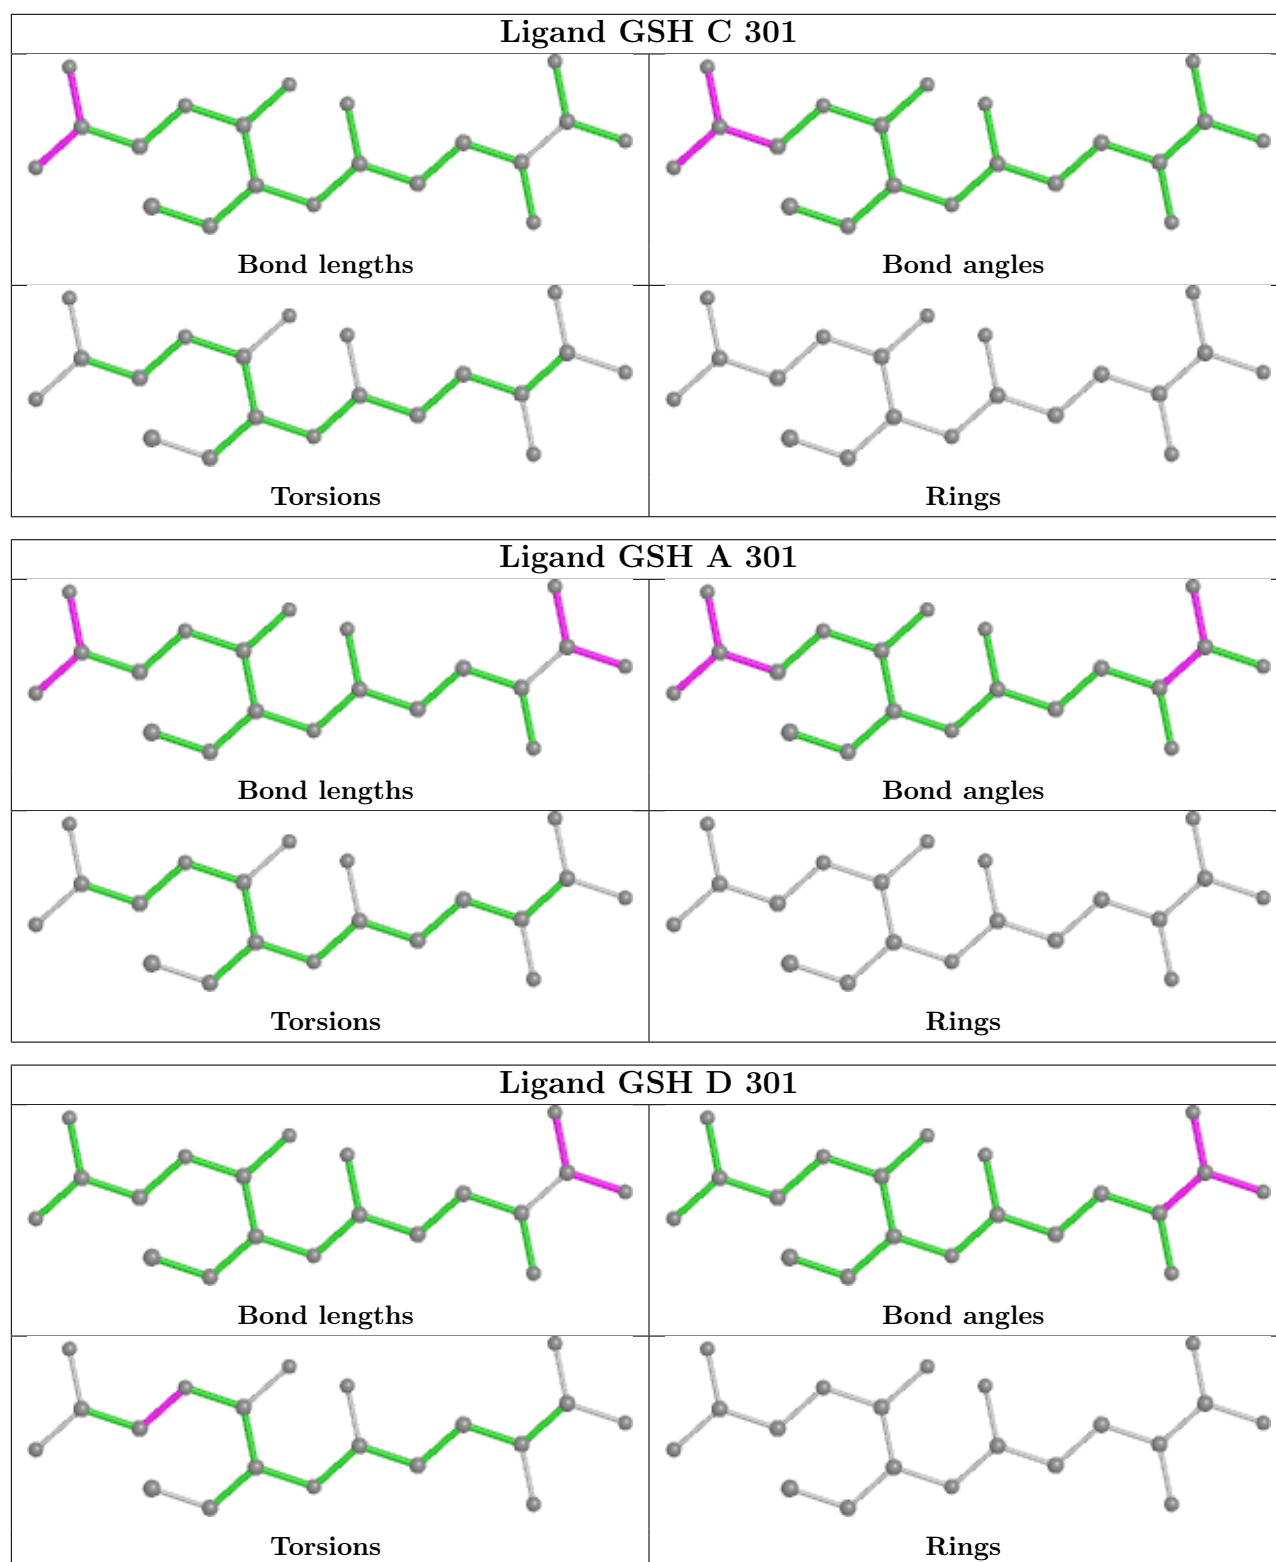 Ligand GSH C 301
Bond lengths
Bond angles
Torsions
Rings
Ligand GSH A 301
Bond lengths
Bond angles
Torsions
Rings
Ligand GSH D 301
Bond lengths
Bond angles
Torsions
Rings